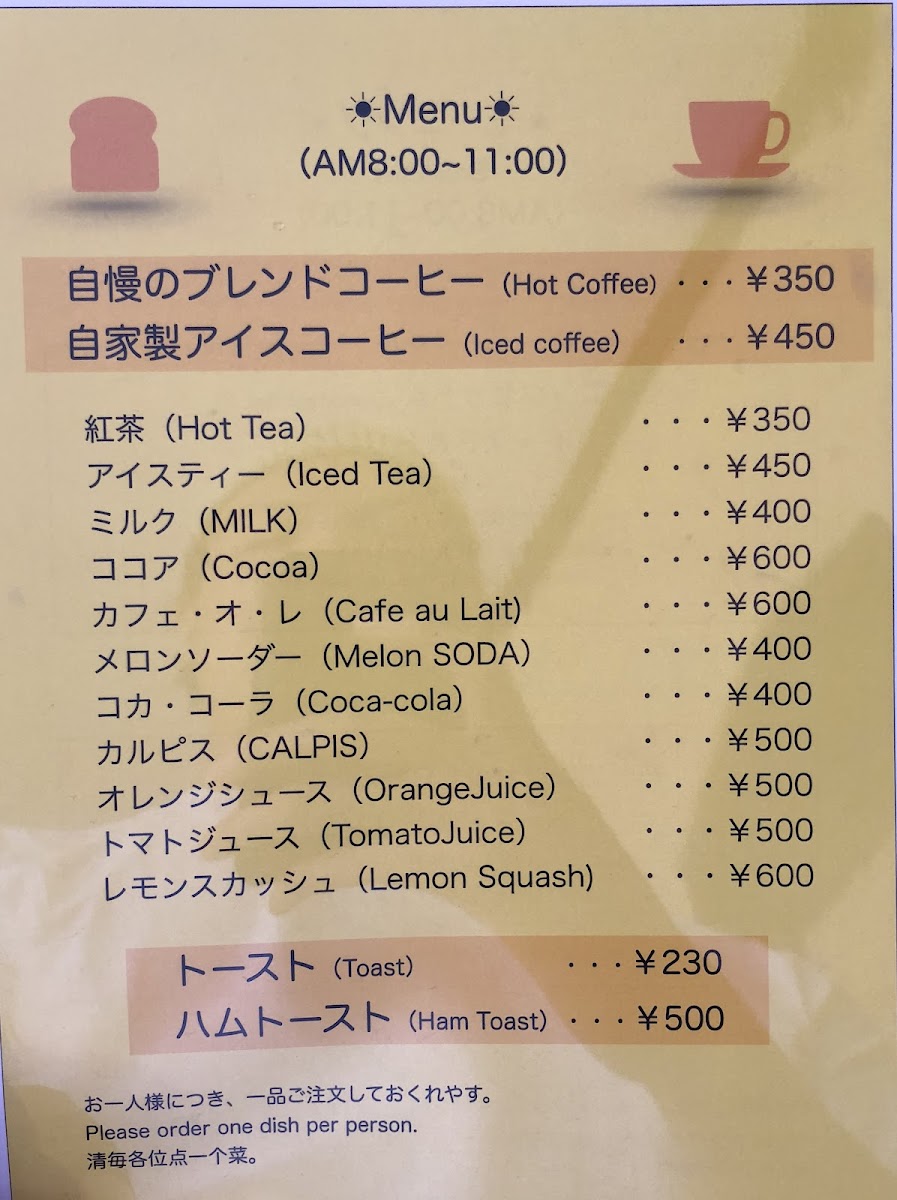 ☀Menu☀
(AM8:00~11:00)
自慢のブレンドコーヒー (Hot Coffee) ・・・¥350
自家製アイスコーヒー (Iced coffee) ・・・¥450
紅茶 (Hot Tea) ・・・¥350
アイスティー (Iced Tea) ・・・¥450
ミルク (MILK) ・・・¥400
ココア (Cocoa) ・・・¥600
カフェ・オ・レ (Cafe au Lait) ・・・¥600
メロンソーダー (Melon SODA) ・・・¥400
コカ・コーラ (Coca-cola) ・・・¥400
カルピス (CALPIS) ・・・¥500
オレンジシュース (OrangeJuice) ・・・¥500
トマトジュース (TomatoJuice) ・・・¥500
レモンスカッシュ (Lemon Squash) ・・・¥600
トースト (Toast) ・・・¥230
ハムトースト (Ham Toast) ・・・¥500
お一人様につき、一品ご注文しておくれやす。
Please order one dish per person.
清毎各位点一个菜。